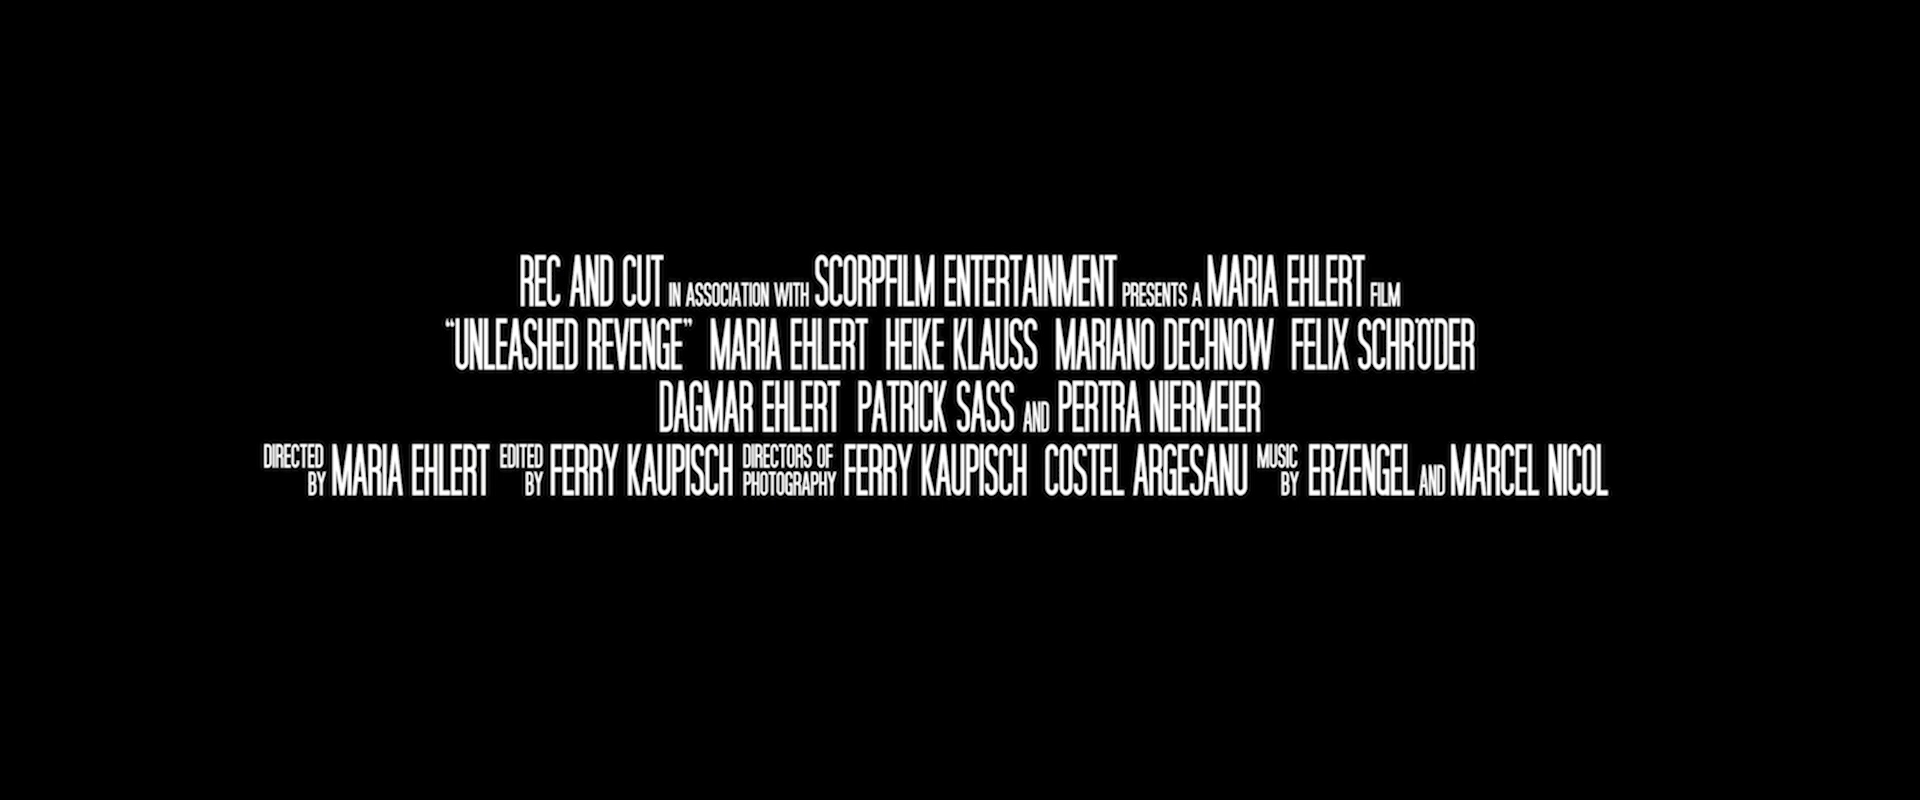 REC AND CUT IN ASSOCIATION WITH SCORPFILM ENTERTAINMENT PRESENTS A MARIA EHLERT FILM
“UNLEASHED REVENGE” MARIA EHLERT HEIKE KLAUSS MARIANO DECHNOW FELIX SCHRÖDER
DAGMAR EHLERT PATRICK SASS AND PERTRA NIERMEIER
DIRECTED BY MARIA EHLERT EDITED BY FERRY KAUPISCH DIRECTORS OF PHOTOGRAPHY FERRY KAUPISCH COSTEL ARGESANU MUSIC BY ERZENGEL AND MARCEL NICOL